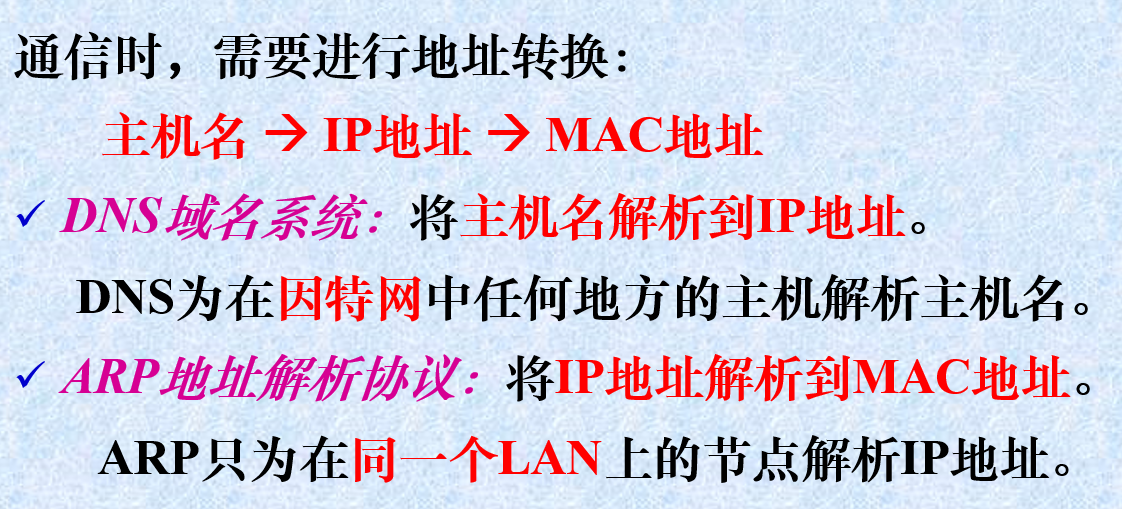 通信时，需要进行地址转换：
主机名 → IP地址 → MAC地址
✓ DNS域名系统：将主机名解析到IP地址。
DNS为在因特网中任何地方的主机解析主机名。
✓ ARP地址解析协议：将IP地址解析到MAC地址。
ARP只为在同一个LAN上的节点解析IP地址。